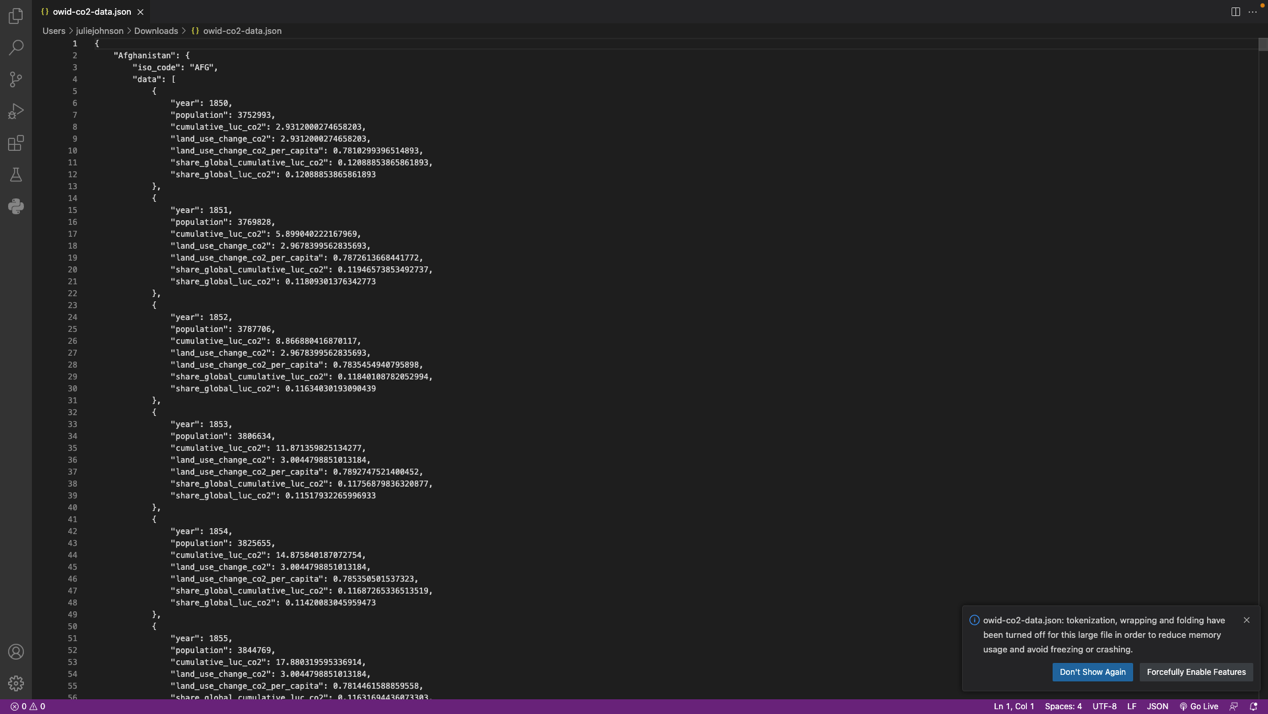 {} owid-co2-data.json
Users > juliejohnson > Downloads > {} owid-co2-data.json
1 {
2 "Afghanistan": {
3 "iso_code": "AFG",
4 "data": [
5 {
6 "year": 1850,
7 "population": 3752993,
8 "cumulative_luc_co2": 2.9312000274658203,
9 "land_use_change_co2": 2.9312000274658203,
10 "land_use_change_co2_per_capita": 0.7810299396514893,
11 "share_global_cumulative_luc_co2": 0.12088853865861893,
12 "share_global_luc_co2": 0.12088853865861893
13 },
14 {
15 "year": 1851,
16 "population": 3769828,
17 "cumulative_luc_co2": 5.899040222167969,
18 "land_use_change_co2": 2.9678399562835693,
19 "land_use_change_co2_per_capita": 0.7872613668441772,
20 "share_global_cumulative_luc_co2": 0.11946573853492737,
21 "share_global_luc_co2": 0.11809301376342773
22 },
23 {
24 "year": 1852,
25 "population": 3787706,
26 "cumulative_luc_co2": 8.866880416870117,
27 "land_use_change_co2": 2.9678399562835693,
28 "land_use_change_co2_per_capita": 0.7835454940795898,
29 "share_global_cumulative_luc_co2": 0.11840108782052994,
30 "share_global_luc_co2": 0.11634030193090439
31 },
32 {
33 "year": 1853,
34 "population": 3806634,
35 "cumulative_luc_co2": 11.871359825134277,
36 "land_use_change_co2": 3.0044798851013184,
37 "land_use_change_co2_per_capita": 0.7892747521400452,
38 "share_global_cumulative_luc_co2": 0.11756879836320877,
39 "share_global_luc_co2": 0.11517932265996933
40 },
41 {
42 "year": 1854,
43 "population": 3825655,
44 "cumulative_luc_co2": 14.875840187072754,
45 "land_use_change_co2": 3.0044798851013184,
46 "land_use_change_co2_per_capita": 0.785350501537323,
47 "share_global_cumulative_luc_co2": 0.11687265336513519,
48 "share_global_luc_co2": 0.11420083045959473
49 },
50 {
51 "year": 1855,
52 "population": 3844769,
53 "cumulative_luc_co2": 17.880319595336914,
54 "land_use_change_co2": 3.0044798851013184,
55 "land_use_change_co2_per_capita": 0.7814461588859558,
56 "share_global_cumulative_luc_co2": 0.11631694436073303,
owid-co2-data.json: tokenization, wrapping and folding have
been turned off for this large file in order to reduce memory
usage and avoid freezing or crashing.
Don't Show Again Forcefully Enable Features
0 0 Ln 1, Col 1 Spaces: 4 UTF-8 LF JSON Go Live